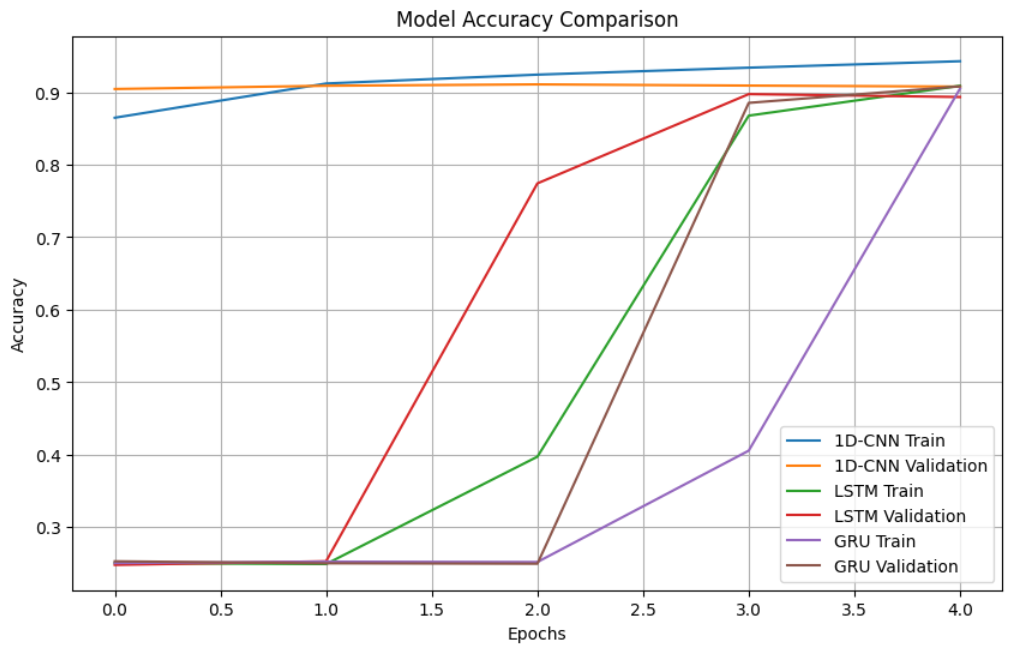 Model Accuracy Comparison
Accuracy
0.9
0.8
0.7
0.6
0.5
0.4
0.3
1D-CNN Train
1D-CNN Validation
LSTM Train
LSTM Validation
GRU Train
GRU Validation
0.0 0.5 1.0 1.5 2.0 2.5 3.0 3.5 4.0
Epochs